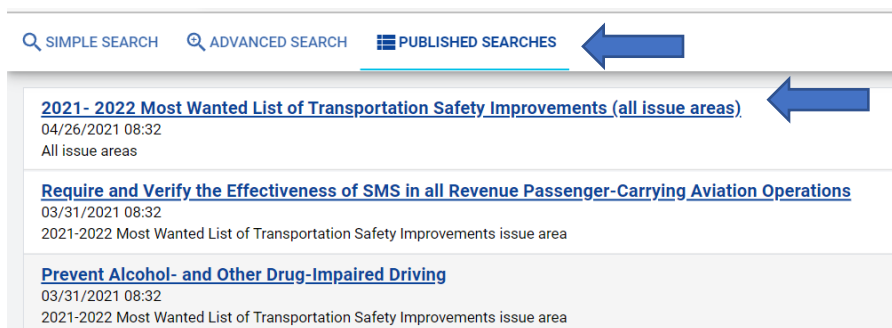 SIMPLE SEARCH ADVANCED SEARCH PUBLISHED SEARCHES
2021- 2022 Most Wanted List of Transportation Safety Improvements (all issue areas)
04/26/2021 08:32
All issue areas
Require and Verify the Effectiveness of SMS in all Revenue Passenger-Carrying Aviation Operations
03/31/2021 08:32
2021-2022 Most Wanted List of Transportation Safety Improvements issue area
Prevent Alcohol- and Other Drug-Impaired Driving
03/31/2021 08:32
2021-2022 Most Wanted List of Transportation Safety Improvements issue area